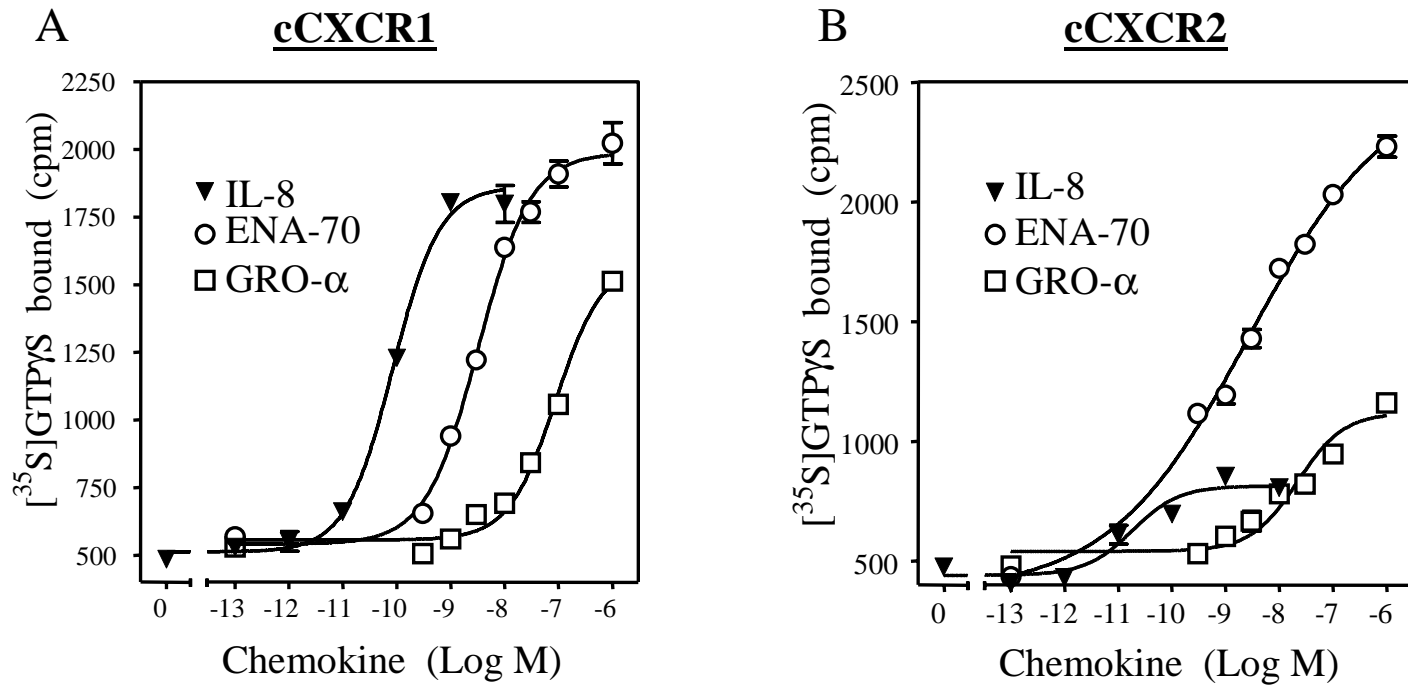 A
cCXCR1
2250
2000
1750
1500
1250
1000
750
500
[³⁵S]GTPγS bound (cpm)
IL-8
ENA-70
GRO-α
0 -13 -12 -11 -10 -9 -8 -7 -6
Chemokine (Log M)
B
cCXCR2
2500
2000
1500
1000
500
[³⁵S]GTPγS bound (cpm)
IL-8
ENA-70
GRO-α
0 -13 -12 -11 -10 -9 -8 -7 -6
Chemokine (Log M)